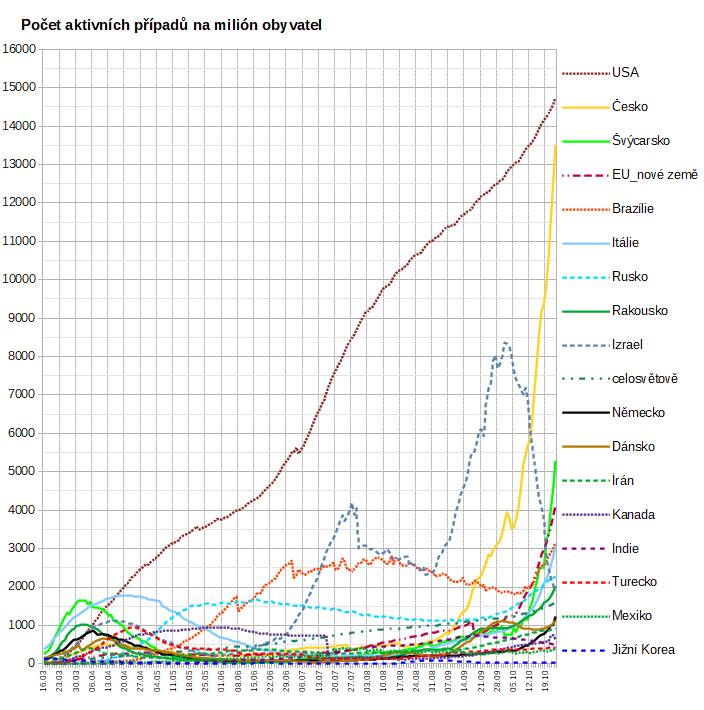 Počet aktivních případů na milión obyvatel
16000
15000
14000
13000
12000
11000
10000
9000
8000
7000
6000
5000
4000
3000
2000
1000
0
16.03
23.03
30.03
06.04
13.04
20.04
27.04
04.05
11.05
18.05
25.05
01.06
08.06
15.06
22.06
29.06
06.07
13.07
20.07
27.07
03.08
10.08
17.08
24.08
31.08
07.09
14.09
21.09
28.09
05.10
12.10
19.10
USA
Česko
Švýcarsko
EU_nové země
Brazílie
Itálie
Rusko
Rakousko
Izrael
celosvětově
Německo
Dánsko
Írán
Kanada
Indie
Turecko
Mexiko
Jižní Korea